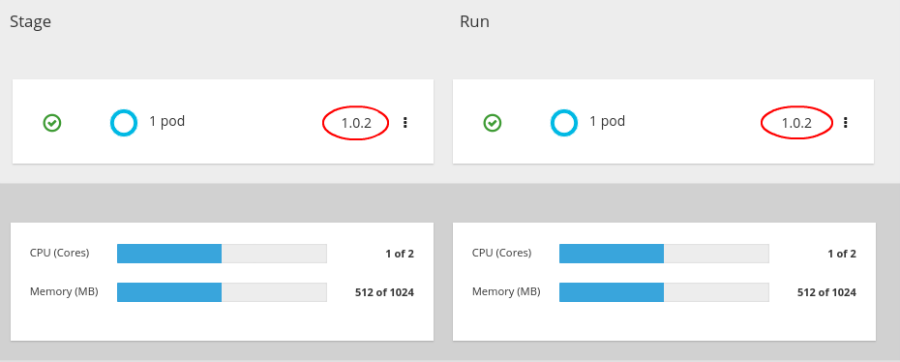 Stage
Run
1 pod
1.0.2
1 pod
1.0.2
CPU (Cores)
1 of 2
Memory (MB)
512 of 1024
CPU (Cores)
1 of 2
Memory (MB)
512 of 1024